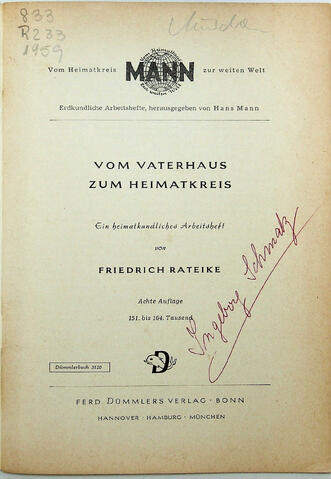 833
R233
1959
Vom Heimatkreis MANN zur weiten Welt
Erdkundliche Arbeitshefte, herausgegeben von Hans Mann
VOM VATERHAUS
ZUM HEIMATKREIS
Ein heimatkundliches Arbeitsheft
von
FRIEDRICH RATEIKE
Achte Auflage
151. bis 164. Tausend
Ingeborg Schmatz
D
Dümmlerbuch 3120
FERD DÜMMLERS VERLAG · BONN
HANNOVER · HAMBURG · MÜNCHEN